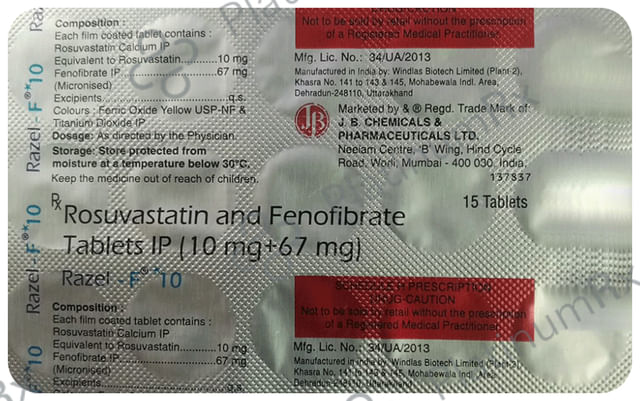 Composition :
Each film coated tablet contains :
Rosuvastatin Calcium IP
Equivalent to Rosuvastatin............10 mg
Fenofibrate IP............................67 mg
(Micronised)
Excipients.....................................q.s.
Colours : Ferric Oxide Yellow USP-NF &
Titanium Dioxide IP
Dosage: As directed by the Physician.
Storage: Store protected from
moisture at a temperature below 30°C.
Keep the medicine out of reach of children.
Not to be sold by retail without the prescription
of a Registered Medical Practitioner.
Mfg. Lic. No.: 34/UA/2013
Manufactured in India by: Windlas Biotech Limited (Plant-2),
Khasra No. 141 to 143 & 145, Mohabewala Indl. Area,
Dehradun-248110, Uttarakhand
JB
Marketed by & ® Regd. Trade Mark of:
J. B. CHEMICALS &
PHARMACEUTICALS LTD.
Neelam Centre, 'B' Wing, Hind Cycle
Road, Worli, Mumbai - 400 030, India.
137837
15 Tablets
Rx
Rosuvastatin and Fenofibrate
Tablets IP (10 mg+67 mg)
Razel - F®* 10
Composition :
Each film coated tablet contains :
Rosuvastatin Calcium IP
Equivalent to Rosuvastatin............10 mg
Fenofibrate IP............................67 mg
(Micronised)
Excipients.....................................q.s.
SCHEDULE H PRESCRIPTION
DRUG-CAUTION
Not to be sold by retail without the prescription
of a Registered Medical Practitioner.
Mfg. Lic. No.: 34/UA/2013
Manufactured in India by: Windlas Biotech Limited (Plant-2),
Khasra No. 141 to 143 & 145, Mohabewala Indl. Area,
Dehradun-248110, Uttarakhand
Razel - F®* 10
Razel - F®* 10